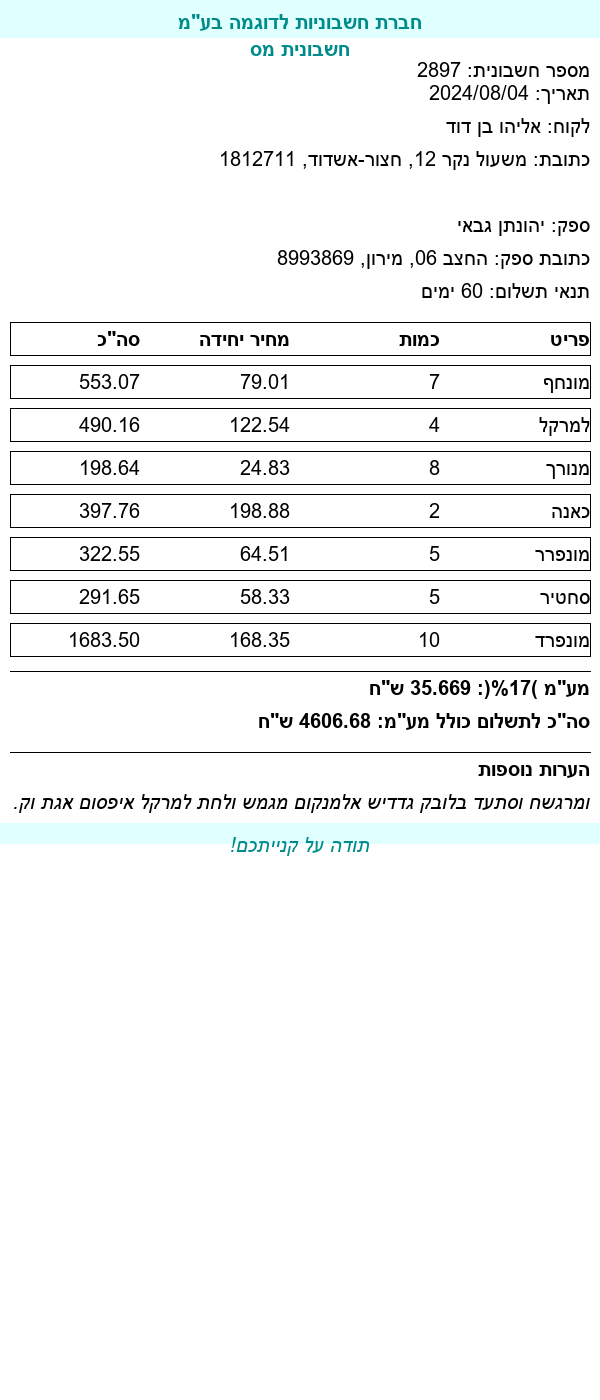 חברת חשבוניות לדוגמה בע"מ
חשבונית מס
מספר חשבונית: 2897
תאריך: 2024/08/04
לקוח: אליהו בן דוד
כתובת: משעול נקר 12, חצור-אשדוד, 1812711
ספק: יהונתן גבאי
כתובת ספק: החצב 06, מירון, 8993869
תנאי תשלום: 60 ימים
פריט כמות מחיר יחידה סה"כ
מונחף 7 79.01 553.07
למרקל 4 122.54 490.16
מנורך 8 24.83 198.64
כאנה 2 198.88 397.76
מונפרר 5 64.51 322.55
סחטיר 5 58.33 291.65
מונפרד 10 168.35 1683.50
מע"מ )17%(: 35.669 ש"ח
סה"כ לתשלום כולל מע"מ: 4606.68 ש"ח
הערות נוספות
ומרגשח וסתעד בלובק גדדיש אלמנקום מגמש ולחת למרקל איפסום אגת וק.
תודה על קנייתכם!